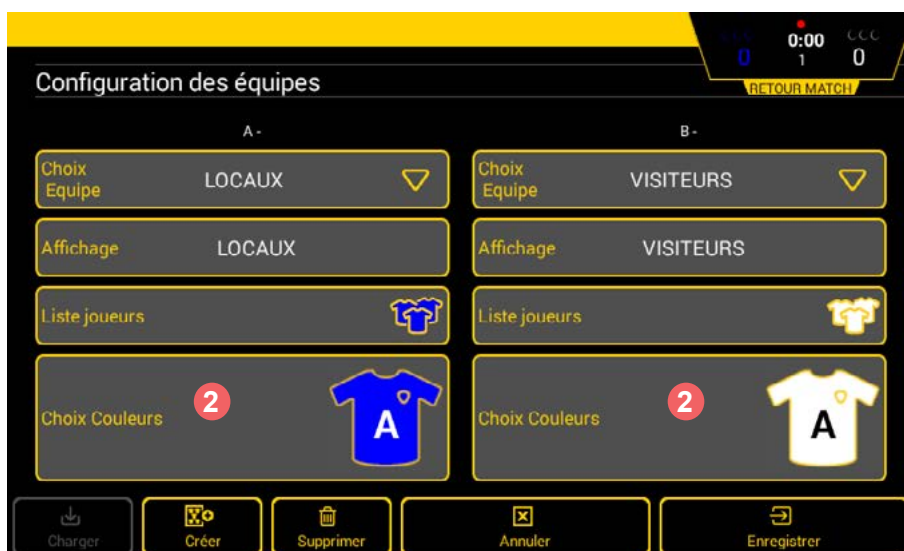 0:00
0 1 0
RETOUR MATCH
Configuration des équipes
A - B -
Choix Equipe LOCAUX
Choix Equipe VISITEURS
Affichage LOCAUX
Affichage VISITEURS
Liste joueurs
Liste joueurs
Choix Couleurs 2 A
Choix Couleurs 2 A
Charger Créer Supprimer Annuler Enregistrer